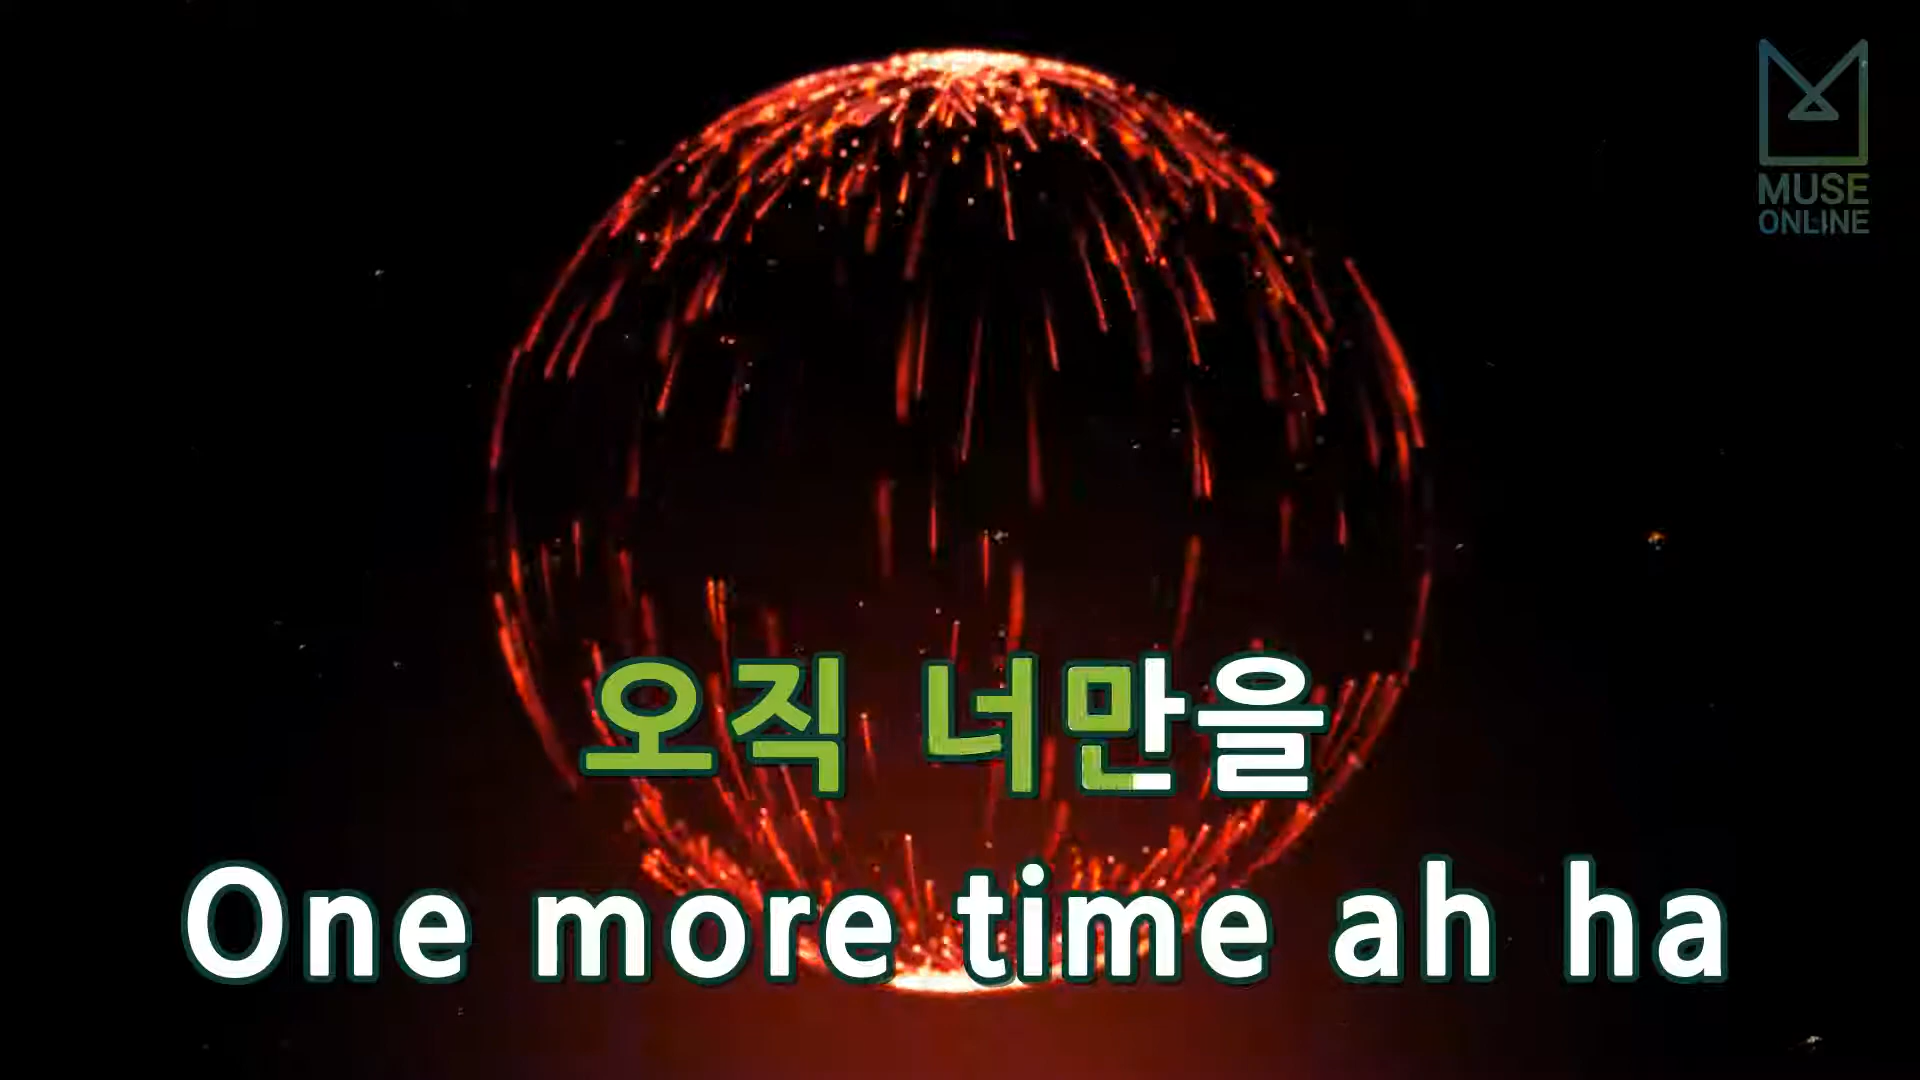 MUSE
ONLINE
오직 너만을
One more time ah ha